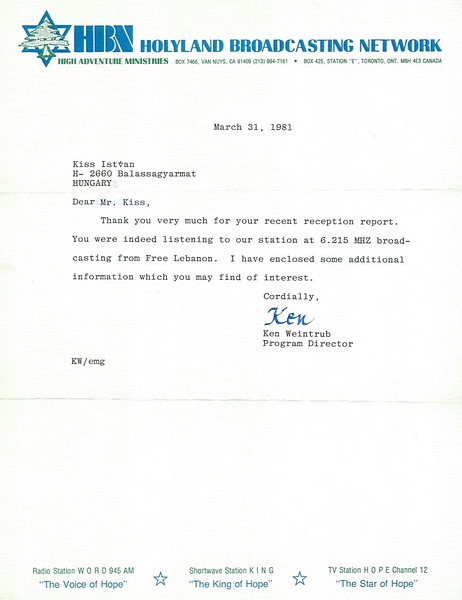 HBN HOLYLAND BROADCASTING NETWORK
HIGH ADVENTURE MINISTRIES BOX 7466, VAN NUYS, CA 91409 (213) 994-7161 • BOX 425, STATION "E", TORONTO, ONT. M6H 4E3 CANADA
March 31, 1981
Kiss Istvan
H- 2660 Balassagyarmat
HUNGARY
Dear Mr. Kiss,
Thank you very much for your recent reception report.
You were indeed listening to our station at 6.215 MHZ broad-
casting from Free Lebanon. I have enclosed some additional
information which you may find of interest.
Cordially,
Ken
Ken Weintrub
Program Director
KW/emg
Radio Station W O R D 945 AM Shortwave Station K I N G TV Station H O P E Channel 12
"The Voice of Hope" ☆ "The King of Hope" ☆ "The Star of Hope"